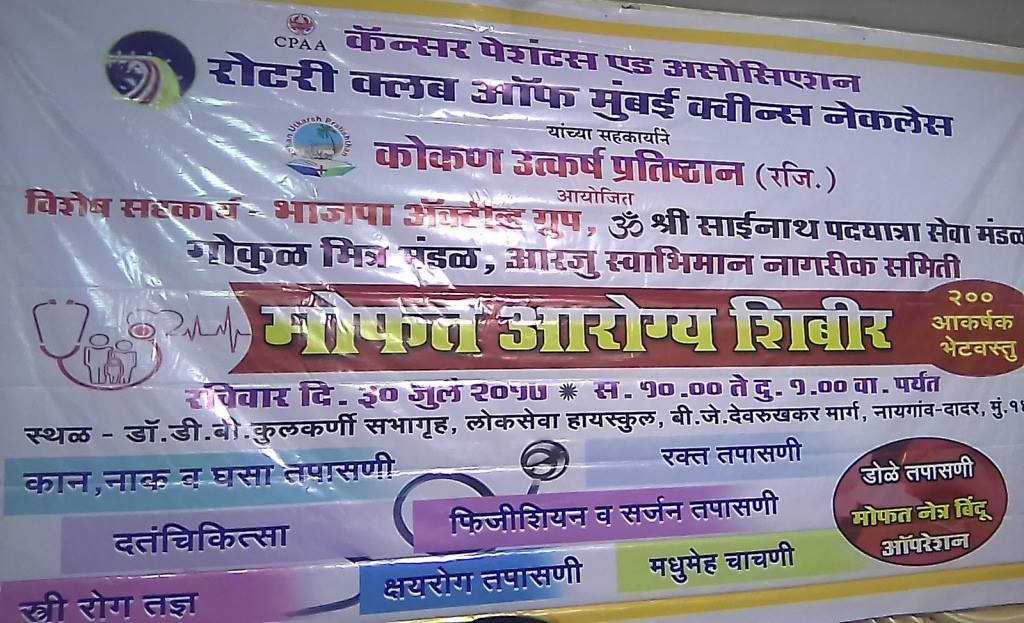 CPAA
कॅन्सर पेशंटस एड असोसिएशन
रोटरी क्लब ऑफ मुंबई क्वीन्स नेकलेस
यांच्या सहकार्याने
कोकण उत्कर्ष प्रतिष्ठान (रजि.)
आयोजित
विशेष सहकार्य - भाजपा ॲक्टीव्ह ग्रुप, ॐ श्री साईनाथ पदयात्रा सेवा मंडळ
गोकुळ मित्र मंडळ, आरजु स्वाभिमान नागरीक समिती
मोफत आरोग्य शिबीर
२००
आकर्षक
भेटवस्तु
रविवार दि. ३० जुलै २०१७ स. १०.०० ते दु. १.०० वा. पर्यंत
स्थळ - डॉ.डी.बी.कुलकर्णी सभागृह, लोकसेवा हायस्कुल, बी.जे.देवरुखकर मार्ग, नायगांव-दादर, मुं.
कान,नाक व घसा तपासणी
रक्त तपासणी
डोळे तपासणी
मोफत नेत्र बिंदू
ऑपरेशन
दतंचिकित्सा
फिजीशियन व सर्जन तपासणी
स्त्री रोग तज्ञ
क्षयरोग तपासणी
मधुमेह चाचणी